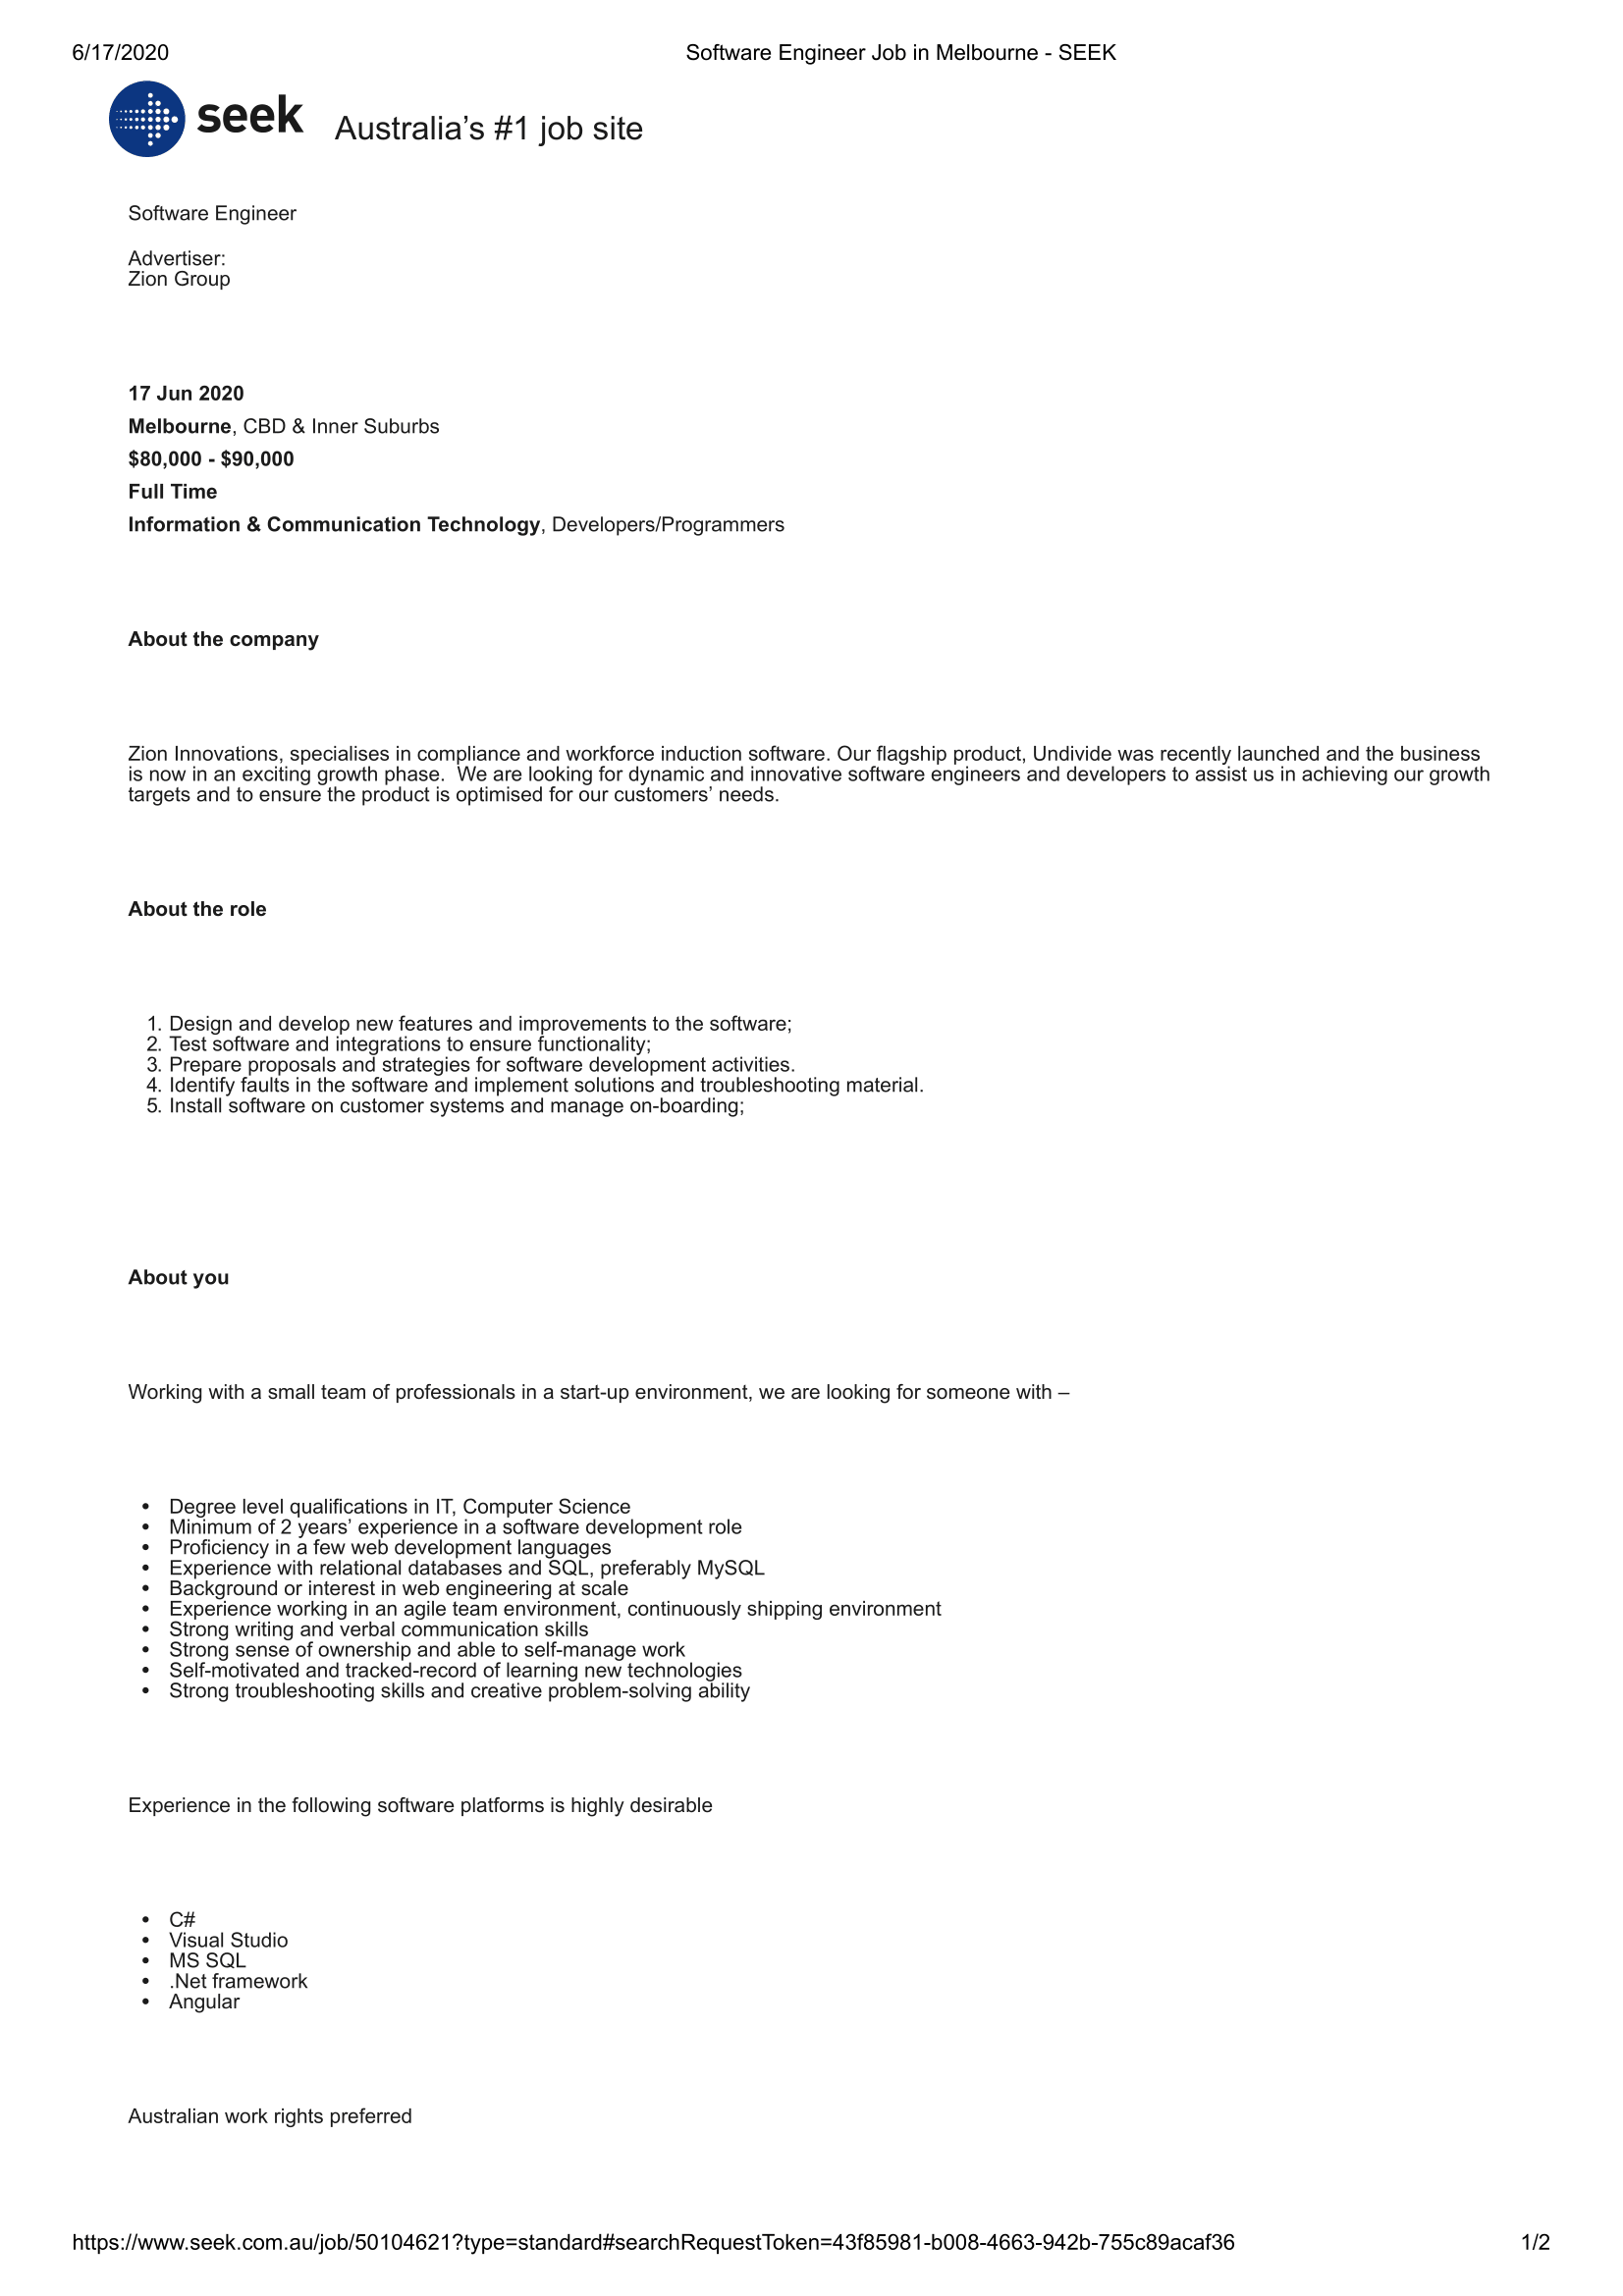 6/17/2020 Software Engineer Job in Melbourne - SEEK
seek Australia’s #1 job site
Software Engineer
Advertiser:
Zion Group
17 Jun 2020
Melbourne, CBD & Inner Suburbs
$80,000 - $90,000
Full Time
Information & Communication Technology, Developers/Programmers
About the company
Zion Innovations, specialises in compliance and workforce induction software. Our flagship product, Undivide was recently launched and the business
is now in an exciting growth phase.  We are looking for dynamic and innovative software engineers and developers to assist us in achieving our growth
targets and to ensure the product is optimised for our customers’ needs.
About the role
1. Design and develop new features and improvements to the software;
2. Test software and integrations to ensure functionality;
3. Prepare proposals and strategies for software development activities.
4. Identify faults in the software and implement solutions and troubleshooting material.
5. Install software on customer systems and manage on-boarding;
About you
Working with a small team of professionals in a start-up environment, we are looking for someone with –
• Degree level qualifications in IT, Computer Science
• Minimum of 2 years’ experience in a software development role
• Proficiency in a few web development languages
• Experience with relational databases and SQL, preferably MySQL
• Background or interest in web engineering at scale
• Experience working in an agile team environment, continuously shipping environment
• Strong writing and verbal communication skills
• Strong sense of ownership and able to self-manage work
• Self-motivated and tracked-record of learning new technologies
• Strong troubleshooting skills and creative problem-solving ability
Experience in the following software platforms is highly desirable
• C#
• Visual Studio
• MS SQL
• .Net framework
• Angular
Australian work rights preferred
https://www.seek.com.au/job/50104621?type=standard#searchRequestToken=43f85981-b008-4663-942b-755c89acaf36 1/2